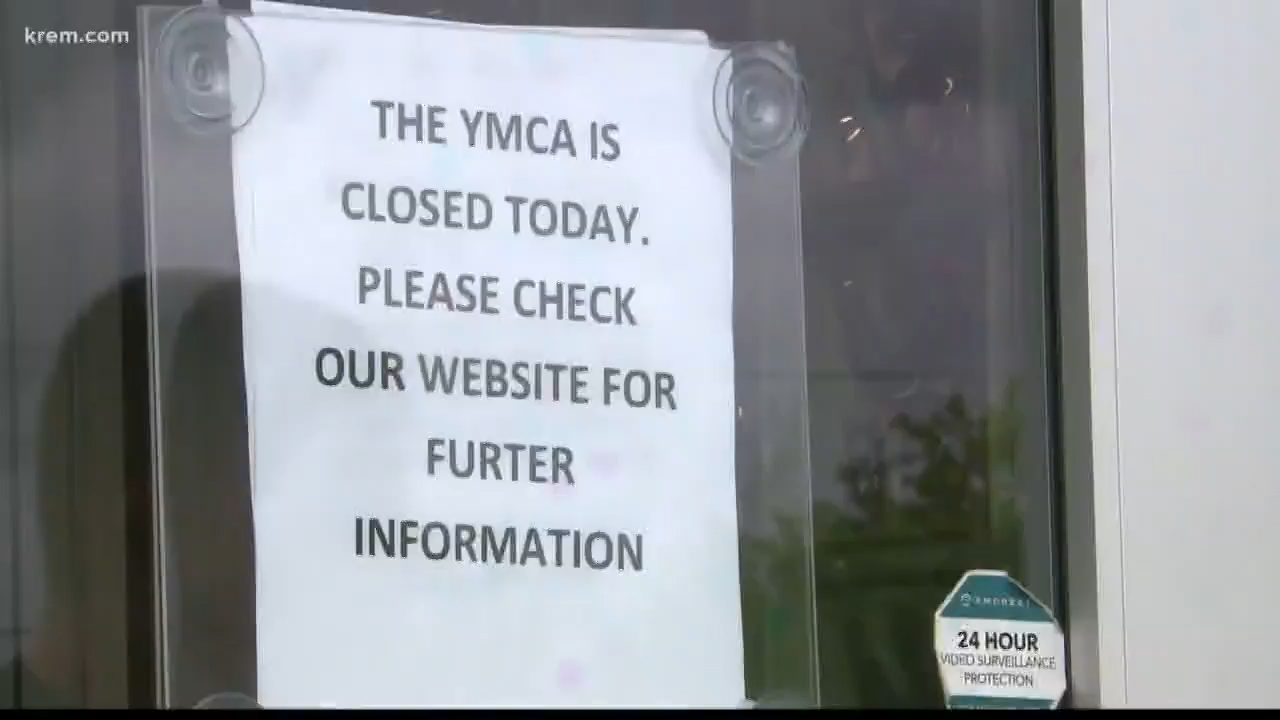 krem.com
THE YMCA IS
CLOSED TODAY.
PLEASE CHECK
OUR WEBSITE FOR
FURTER
INFORMATION
24 HOUR
VIDEO SURVEILLANCE
PROTECTION